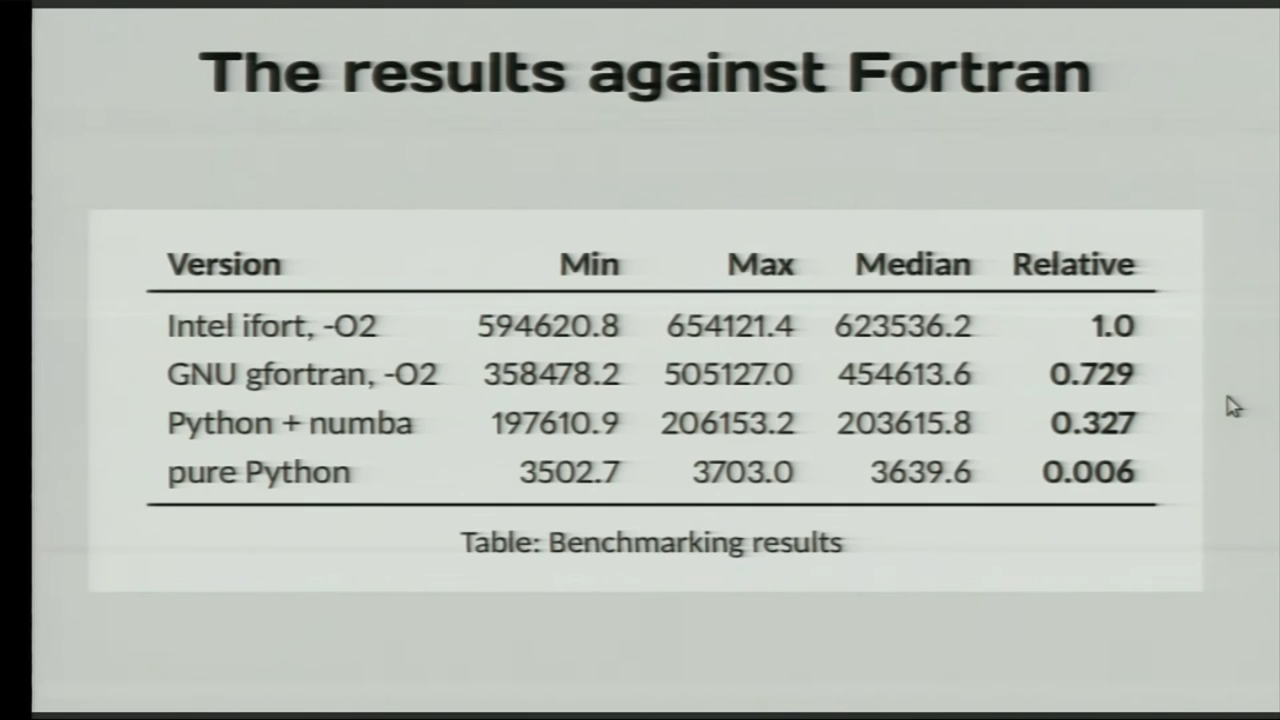 The results against Fortran
Version Min Max Median Relative
Intel ifort, -O2 594620.8 654121.4 623536.2 1.0
GNU gfortran, -O2 358478.2 505127.0 454613.6 0.729
Python + numba 197610.9 206153.2 203615.8 0.327
pure Python 3502.7 3703.0 3639.6 0.006
Table: Benchmarking results